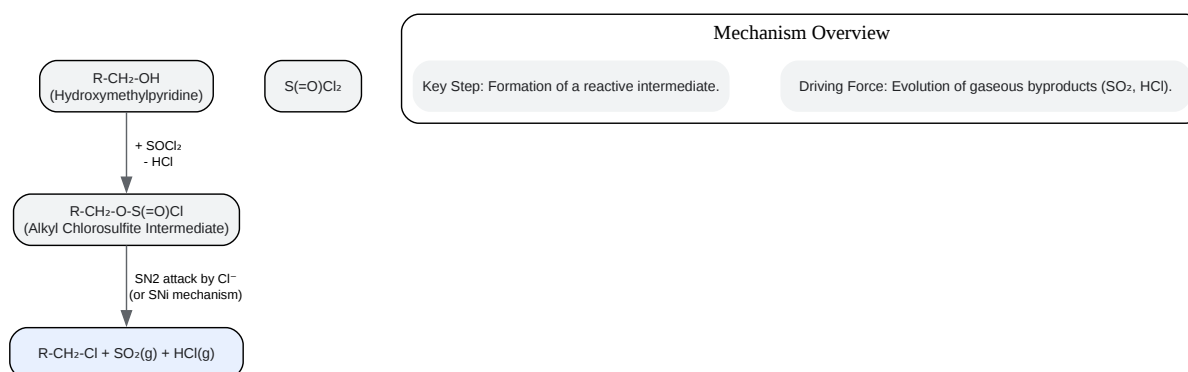 Mechanism Overview
R-CH₂-OH
(Hydroxymethylpyridine)
S(=O)Cl₂
Key Step: Formation of a reactive intermediate.
Driving Force: Evolution of gaseous byproducts (SO₂, HCl).
+ SOCl₂
- HCl
R-CH₂-O-S(=O)Cl
(Alkyl Chlorosulfite Intermediate)
SN2 attack by Cl⁻
(or SNi mechanism)
R-CH₂-Cl + SO₂(g) + HCl(g)